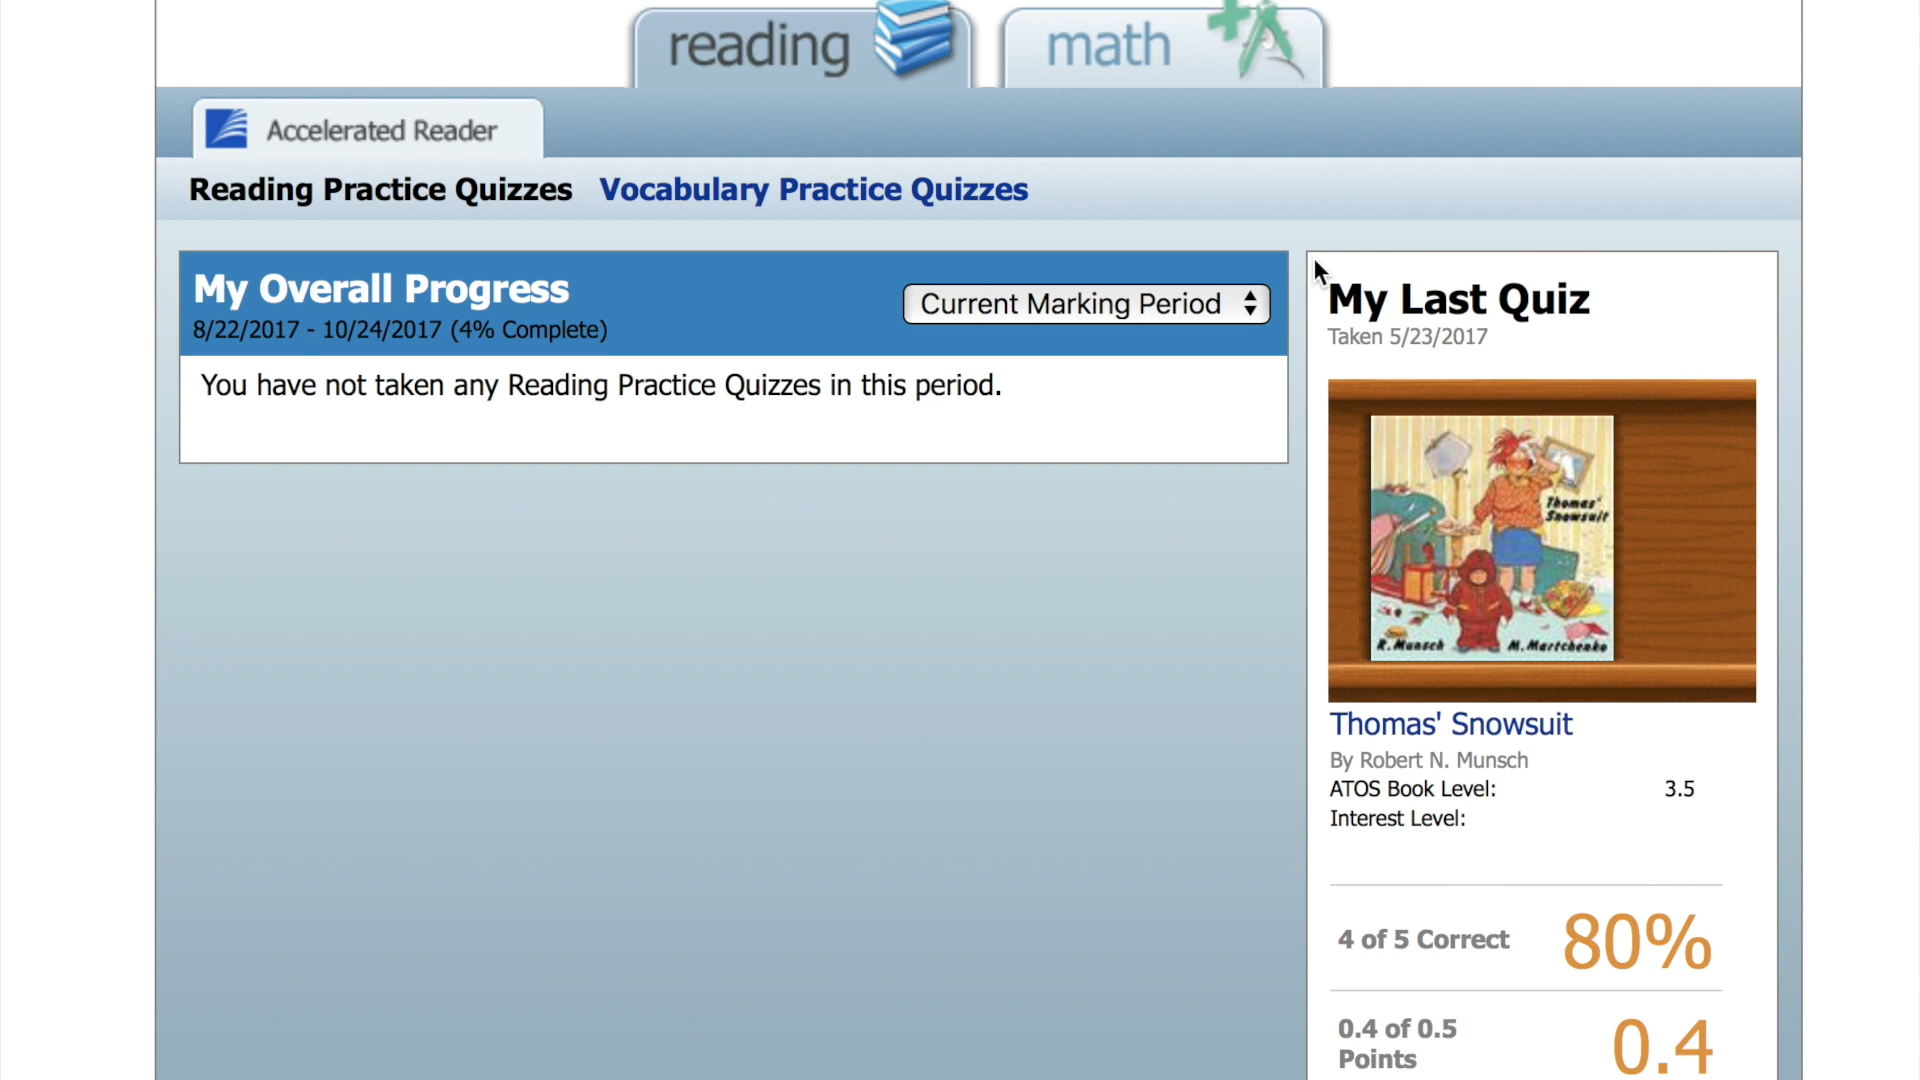 reading
math
Accelerated Reader
Reading Practice Quizzes
Vocabulary Practice Quizzes
My Overall Progress
8/22/2017 - 10/24/2017 (4% Complete)
Current Marking Period
You have not taken any Reading Practice Quizzes in this period.
My Last Quiz
Taken 5/23/2017
Thomas'
Snowsuit
R. Munsch
M. Martchenko
Thomas' Snowsuit
By Robert N. Munsch
ATOS Book Level: 3.5
Interest Level:
4 of 5 Correct 80%
0.4 of 0.5
Points
0.4